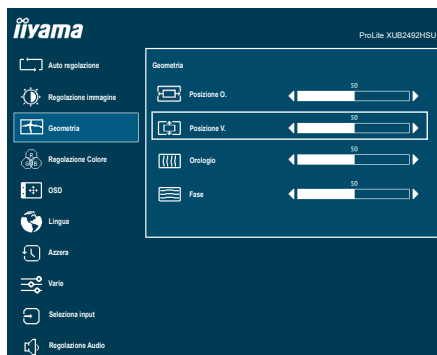 iiyama
ProLite XUB2492HSU
Auto regolazione
Regolazione immagine
Geometria
Regolazione Colore
OSD
Lingua
Azzera
Varie
Seleziona input
Regolazione Audio
Geometria
Posizione O.
50
Posizione V.
50
Orologio
50
Fase
50